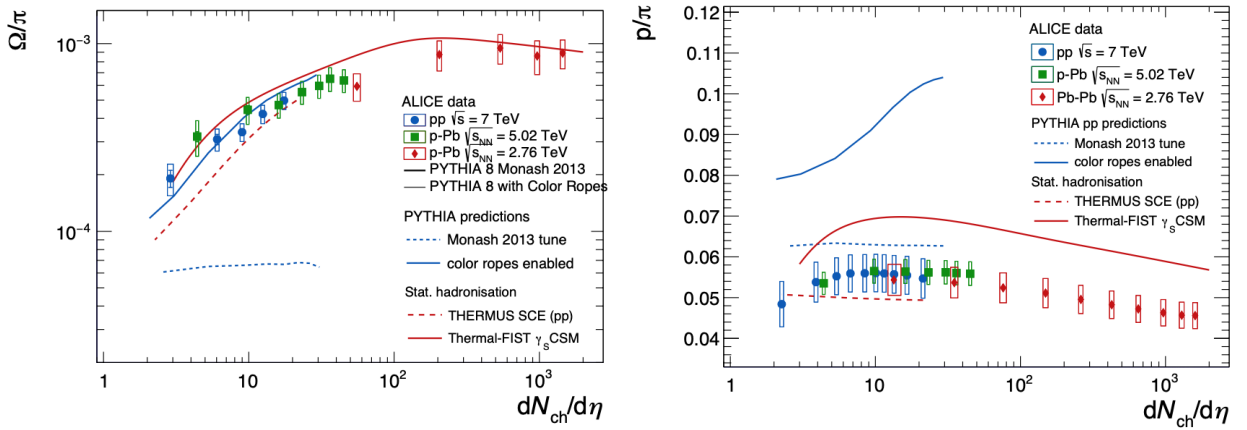 Ω/π
10⁻³
10⁻⁴
ALICE data
pp √s = 7 TeV
p-Pb √sNN = 5.02 TeV
p-Pb √sNN = 2.76 TeV
PYTHIA 8 Monash 2013
PYTHIA 8 with Color Ropes
PYTHIA predictions
Monash 2013 tune
color ropes enabled
Stat. hadronisation
THERMUS SCE (pp)
Thermal-FIST γSCSM
1 10 10² 10³
dNch/dη
p/π
0.12
0.11
0.10
0.09
0.08
0.07
0.06
0.05
0.04
ALICE data
pp √s = 7 TeV
p-Pb √sNN = 5.02 TeV
Pb-Pb √sNN = 2.76 TeV
PYTHIA pp predictions
Monash 2013 tune
color ropes enabled
Stat. hadronisation
THERMUS SCE (pp)
Thermal-FIST γSCSM
1 10 10² 10³
dNch/dη